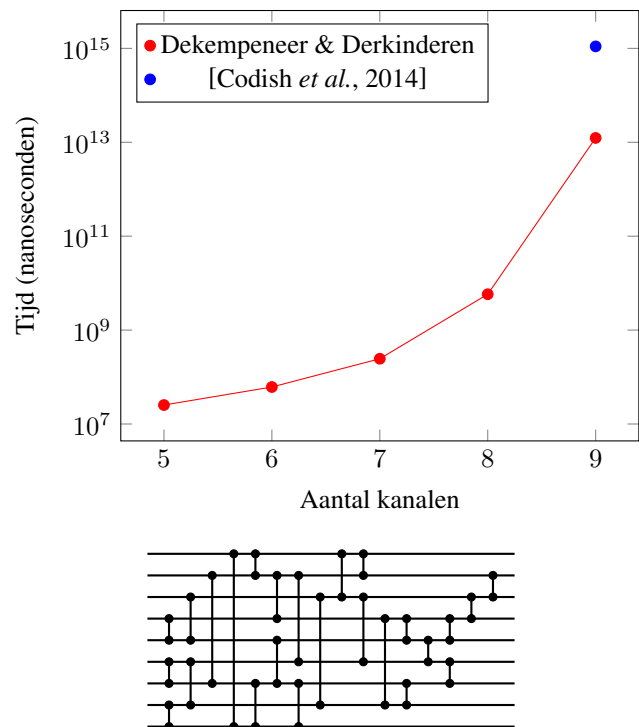 Dekempeneer & Derkinderen
[Codish et al., 2014]
10^15
10^13
10^11
10^9
10^7
Tijd (nanoseconden)
5 6 7 8 9
Aantal kanalen